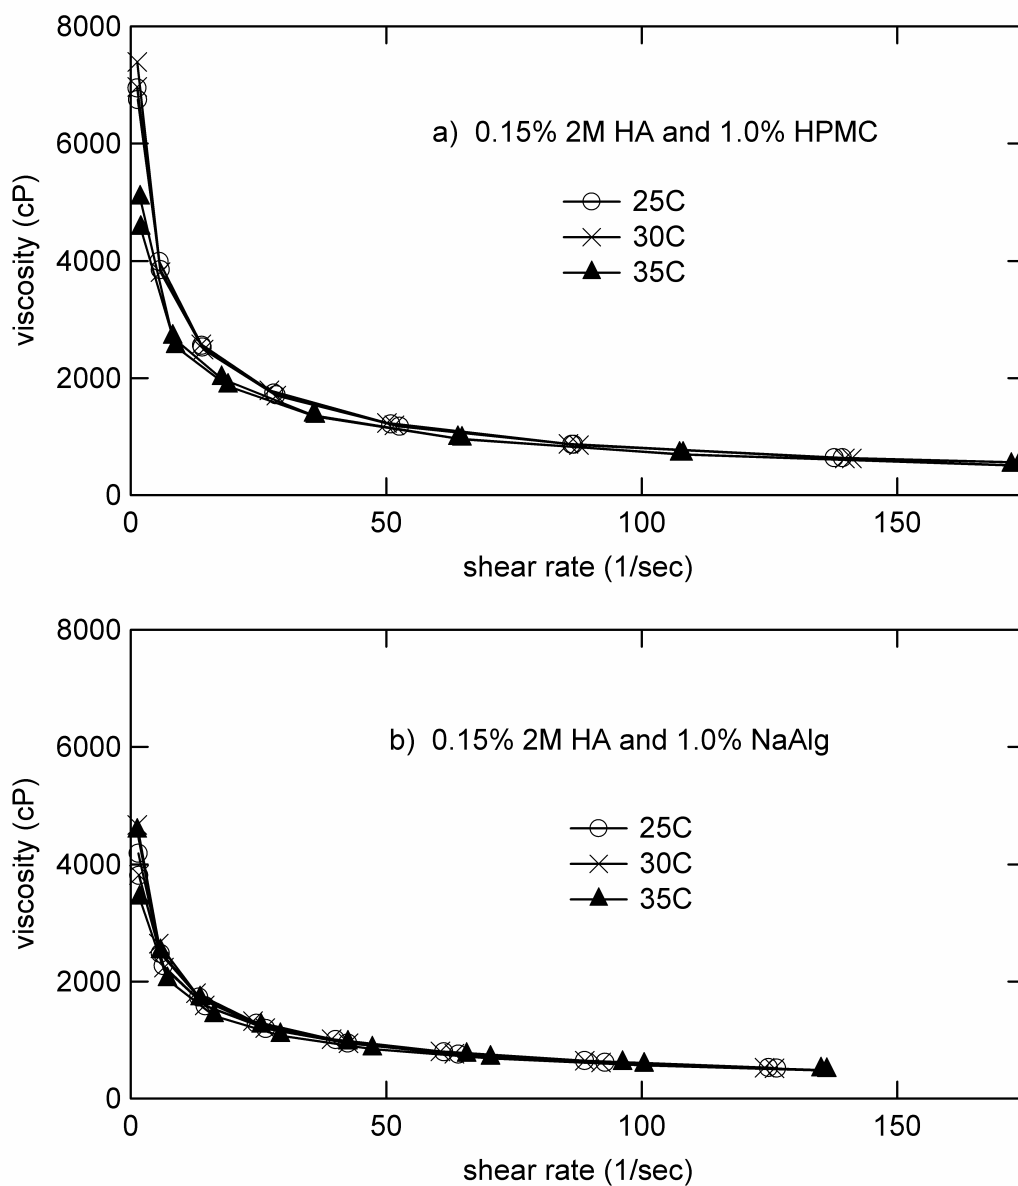 8000
6000
4000
2000
0
viscosity (cP)
a) 0.15% 2M HA and 1.0% HPMC
25C
30C
35C
0 50 100 150
shear rate (1/sec)
8000
6000
4000
2000
0
viscosity (cP)
b) 0.15% 2M HA and 1.0% NaAlg
25C
30C
35C
0 50 100 150
shear rate (1/sec)